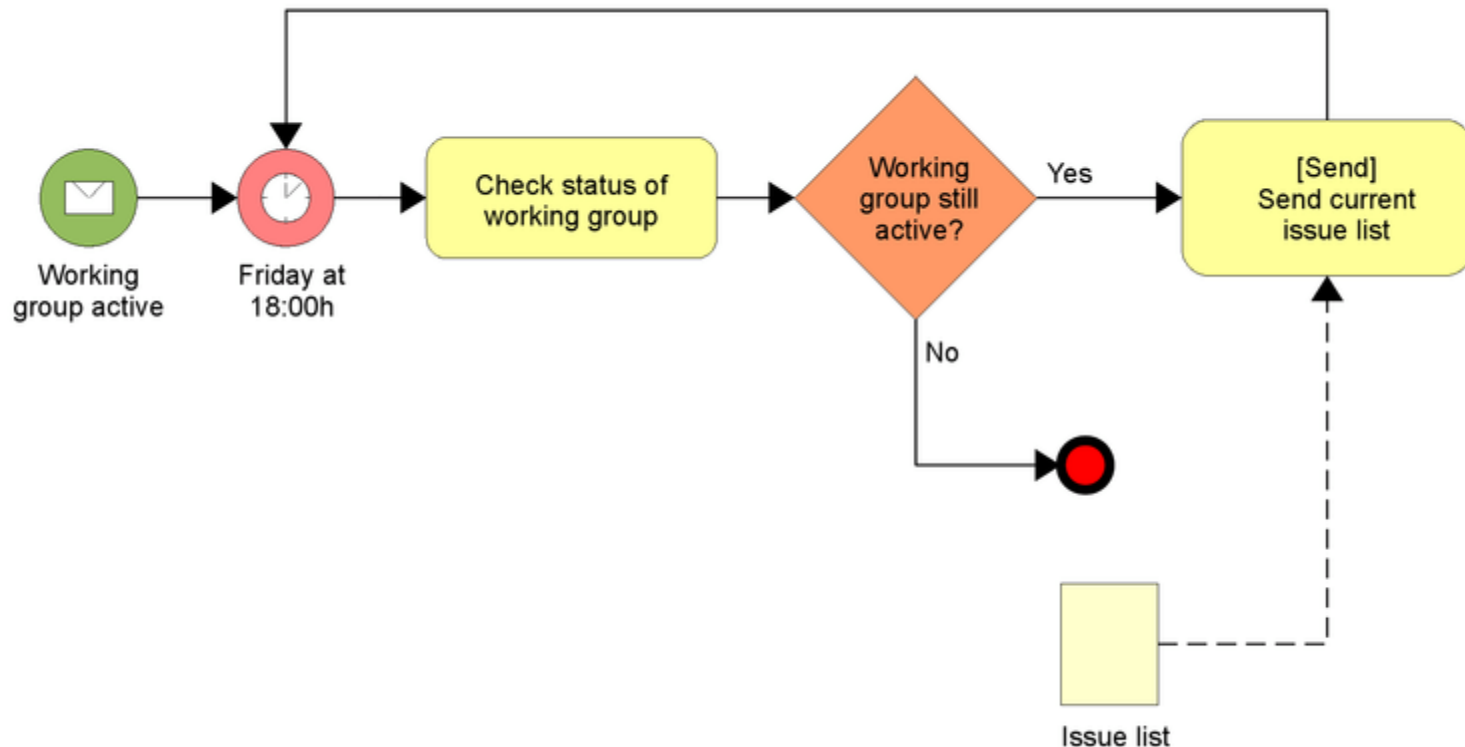 Working
group active
Friday at
18:00h
Check status of
working group
Working
group still
active?
Yes
No
[Send]
Send current
issue list
Issue list